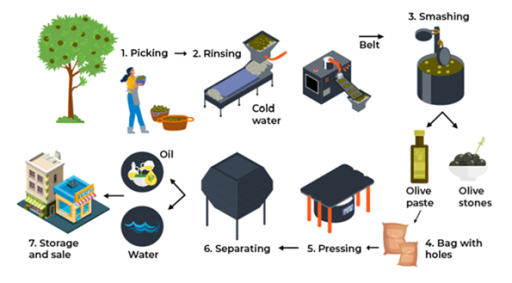 1. Picking
2. Rinsing
Cold
water
Belt
3. Smashing
Olive
paste
Olive
stones
4. Bag with
holes
5. Pressing
6. Separating
Oil
Water
7. Storage
and sale